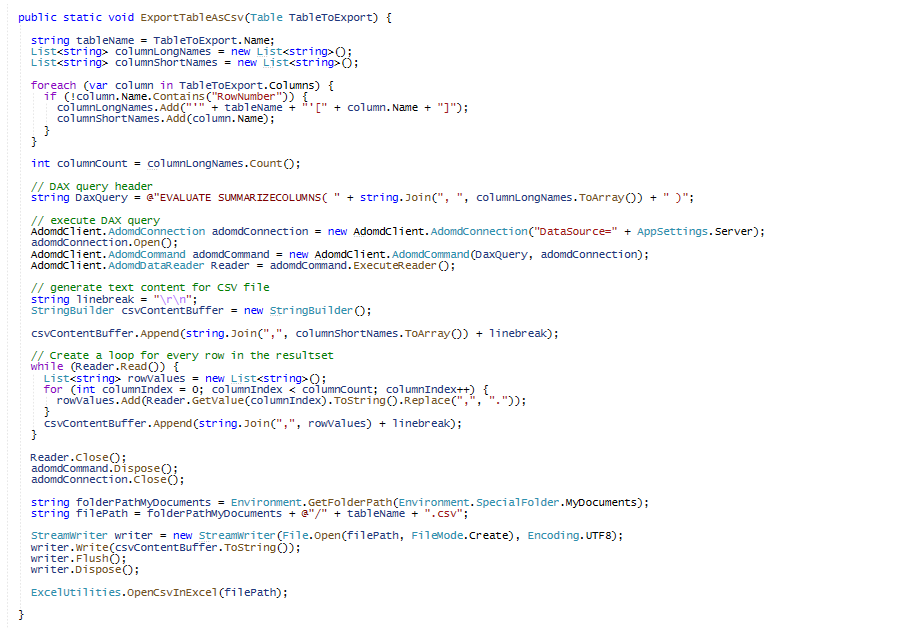 public static void ExportTableAsCsv(Table TableToExport) {
string tableName = TableToExport.Name;
List<string> columnLongNames = new List<string>();
List<string> columnShortNames = new List<string>();
foreach (var column in TableToExport.Columns) {
if (!column.Name.Contains("RowNumber")) {
columnLongNames.Add("'" + tableName + "'[" + column.Name + "]");
columnShortNames.Add(column.Name);
}
}
int columnCount = columnLongNames.Count();
// DAX query header
string DaxQuery = @"EVALUATE SUMMARIZECOLUMNS( " + string.Join(", ", columnLongNames.ToArray()) + " )";
// execute DAX query
AdomdClient.AdomdConnection adomdConnection = new AdomdClient.AdomdConnection("DataSource=" + AppSettings.Server);
adomdConnection.Open();
AdomdClient.AdomdCommand adomdCommand = new AdomdClient.AdomdCommand(DaxQuery, adomdConnection);
AdomdClient.AdomdDataReader Reader = adomdCommand.ExecuteReader();
// generate text content for CSV file
string linebreak = "\r\n";
StringBuilder csvContentBuffer = new StringBuilder();
csvContentBuffer.Append(string.Join(",", columnShortNames.ToArray()) + linebreak);
// Create a loop for every row in the resultset
while (Reader.Read()) {
List<string> rowValues = new List<string>();
for (int columnIndex = 0; columnIndex < columnCount; columnIndex++) {
rowValues.Add(Reader.GetValue(columnIndex).ToString().Replace(",", "."));
}
csvContentBuffer.Append(string.Join(",", rowValues) + linebreak);
}
Reader.Close();
adomdCommand.Dispose();
adomdConnection.Close();
string folderPathMyDocuments = Environment.GetFolderPath(Environment.SpecialFolder.MyDocuments);
string filePath = folderPathMyDocuments + @"/" + tableName + ".csv";
StreamWriter writer = new StreamWriter(File.Open(filePath, FileMode.Create), Encoding.UTF8);
writer.Write(csvContentBuffer.ToString());
writer.Flush();
writer.Dispose();
ExcelUtilities.OpenCsvInExcel(filePath);
}